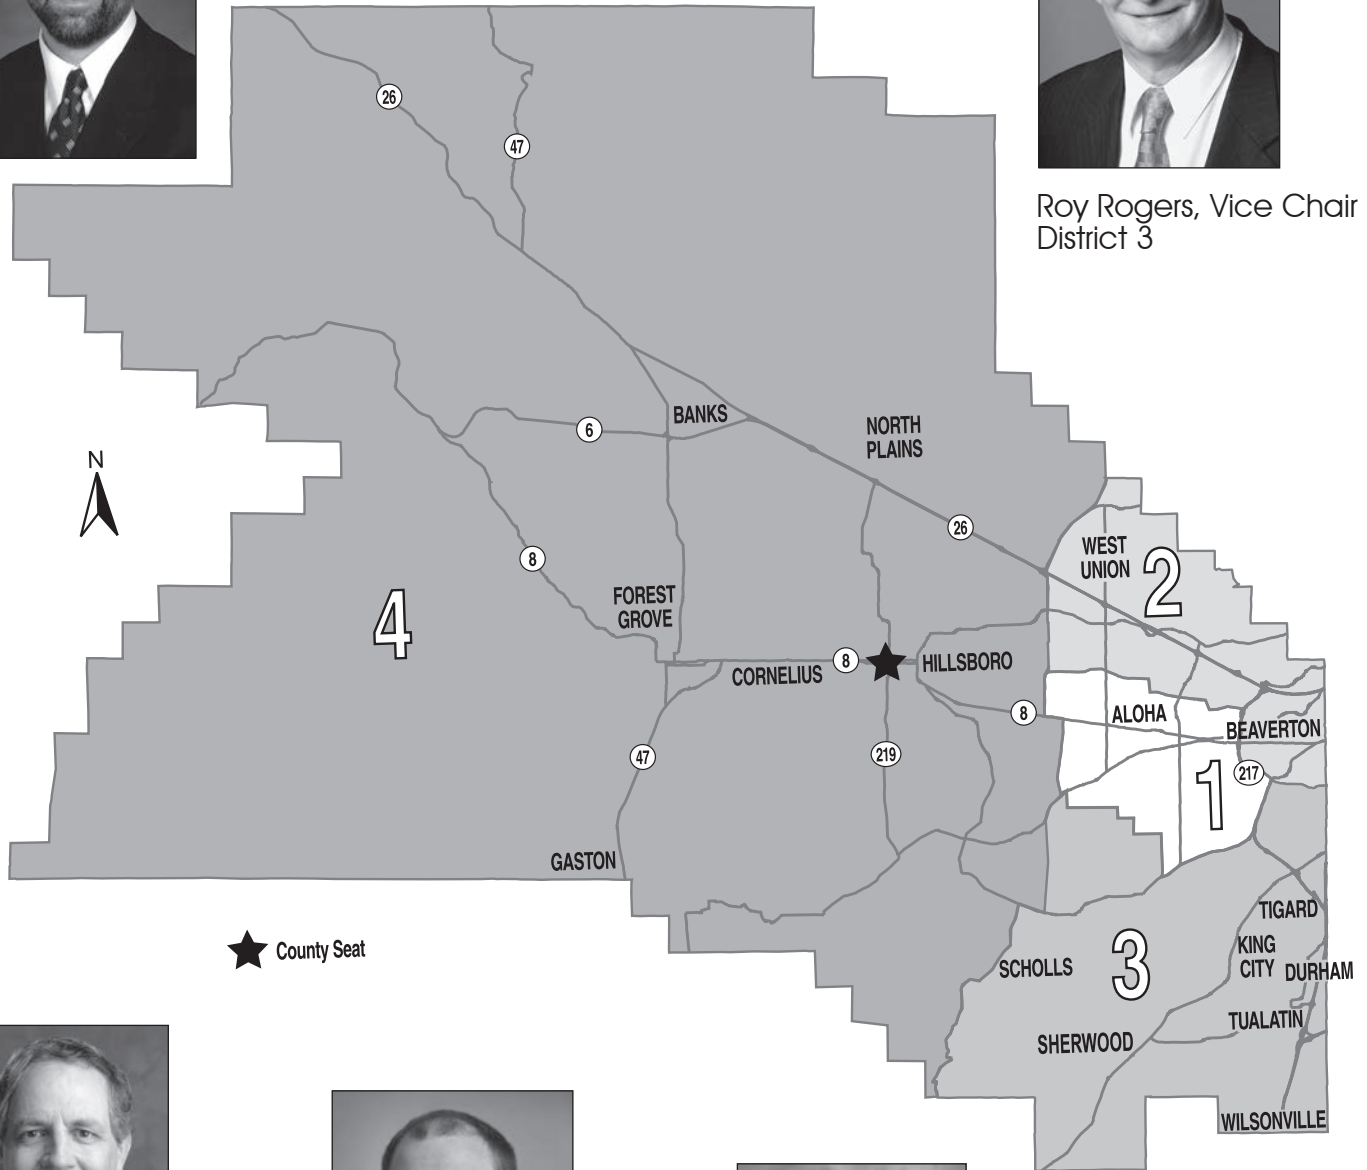 26
47
Roy Rogers, Vice Chair
District 3
N
6
BANKS
NORTH
PLAINS
26
8
WEST
UNION
2
4
FOREST
GROVE
CORNELIUS
8
HILLSBORO
8
ALOHA
BEAVERTON
47
219
1
217
GASTON
County Seat
TIGARD
KING
CITY
DURHAM
SCHOLLS
3
TUALATIN
SHERWOOD
WILSONVILLE